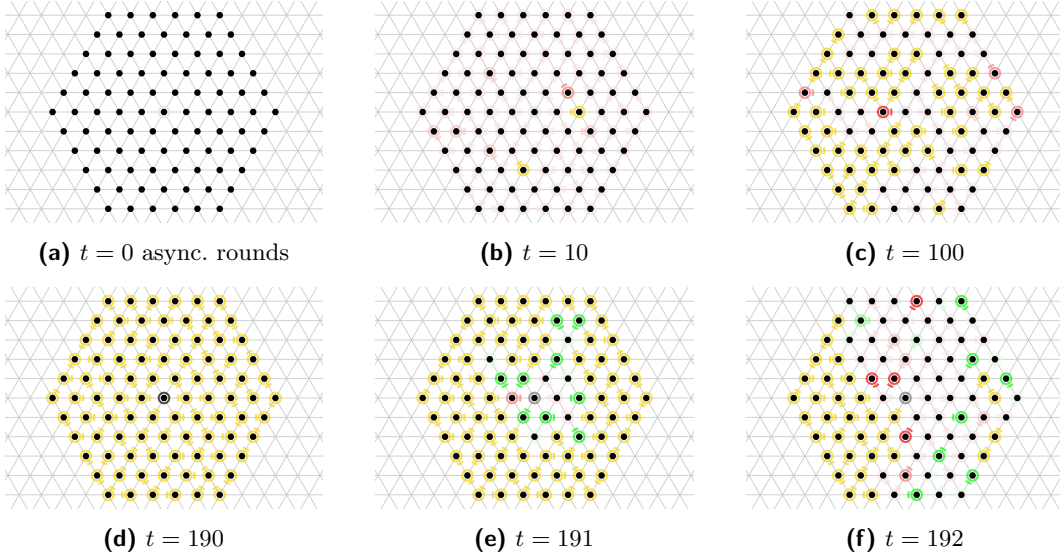 (a) t = 0 async. rounds
(b) t = 10
(c) t = 100
(d) t = 190
(e) t = 191
(f) t = 192